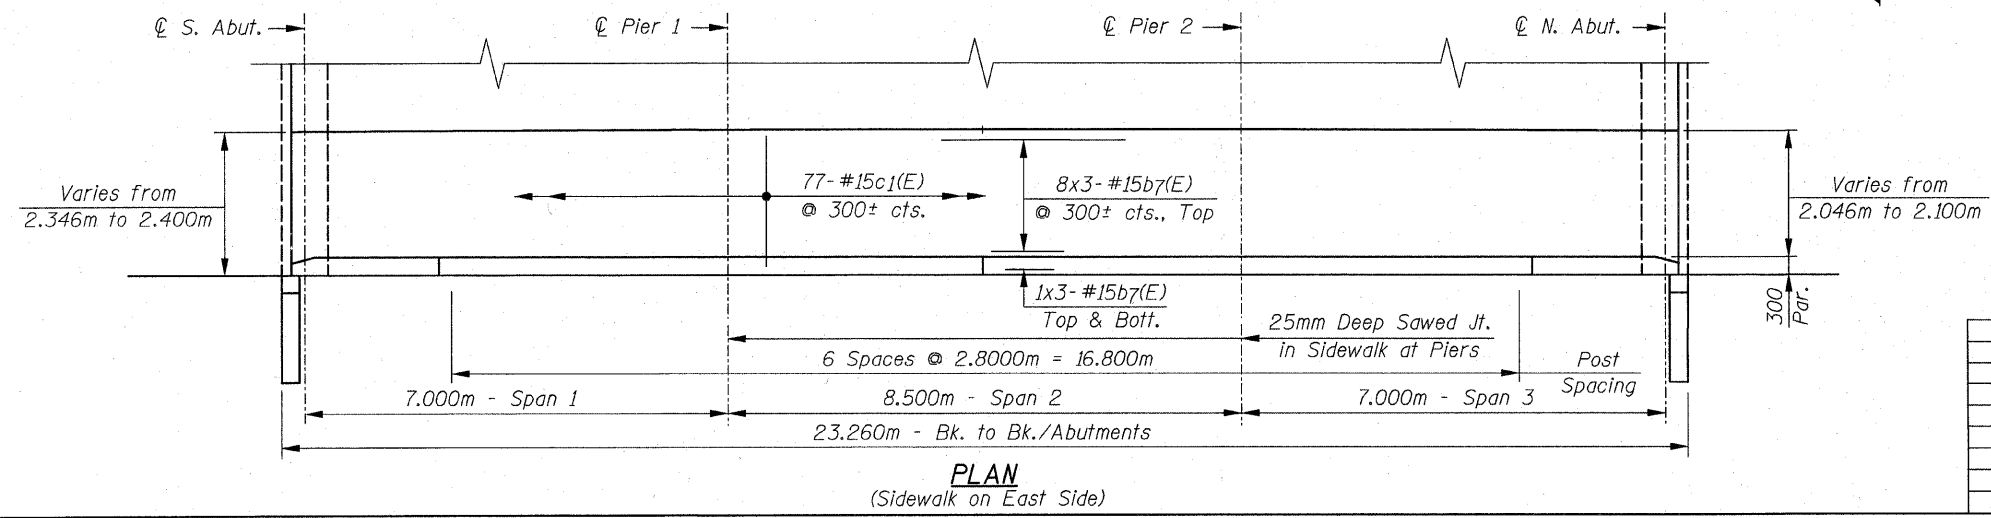 ℄ S. Abut.
℄ Pier 1
℄ Pier 2
℄ N. Abut.
Varies from
2.346m to 2.400m
77- #15c1(E)
@ 300± cts.
8x3- #15b7(E)
@ 300± cts., Top
Varies from
2.046m to 2.100m
1x3- #15b7(E)
Top & Bott.
300
Par.
25mm Deep Sawed Jt.
in Sidewalk at Piers
6 Spaces @ 2.8000m = 16.800m
Post
Spacing
7.000m - Span 1
8.500m - Span 2
7.000m - Span 3
23.260m - Bk. to Bk./Abutments
PLAN
(Sidewalk on East Side)